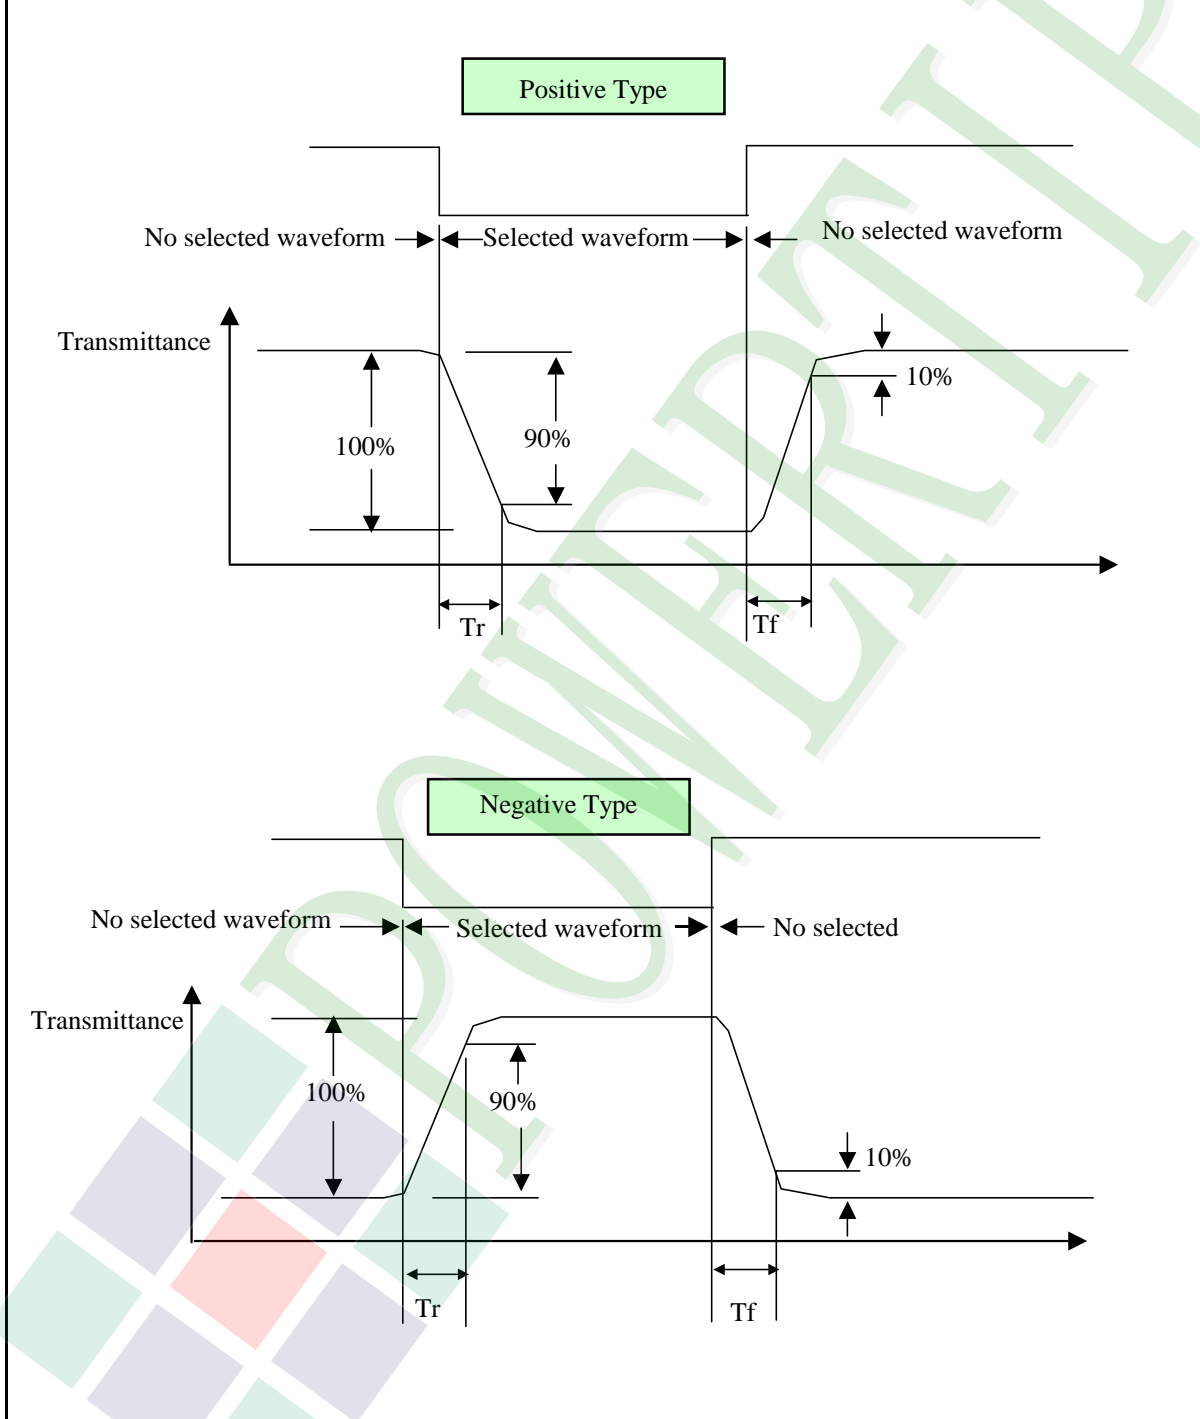 Positive Type
No selected waveform
Selected waveform
No selected waveform
Transmittance
10%
100%
90%
Tr
Tf
Negative Type
No selected waveform
Selected waveform
No selected
Transmittance
100%
90%
10%
Tr
Tf
POWERTIP